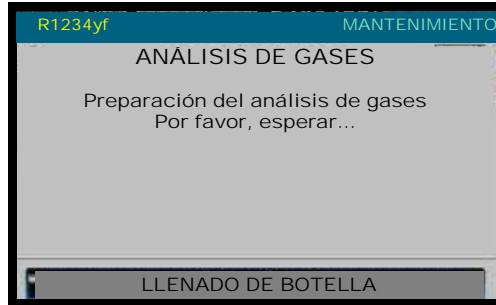 R1234yf MANTENIMIENTO
ANÁLISIS DE GASES
Preparación del análisis de gases
Por favor, esperar...
LLENADO DE BOTELLA